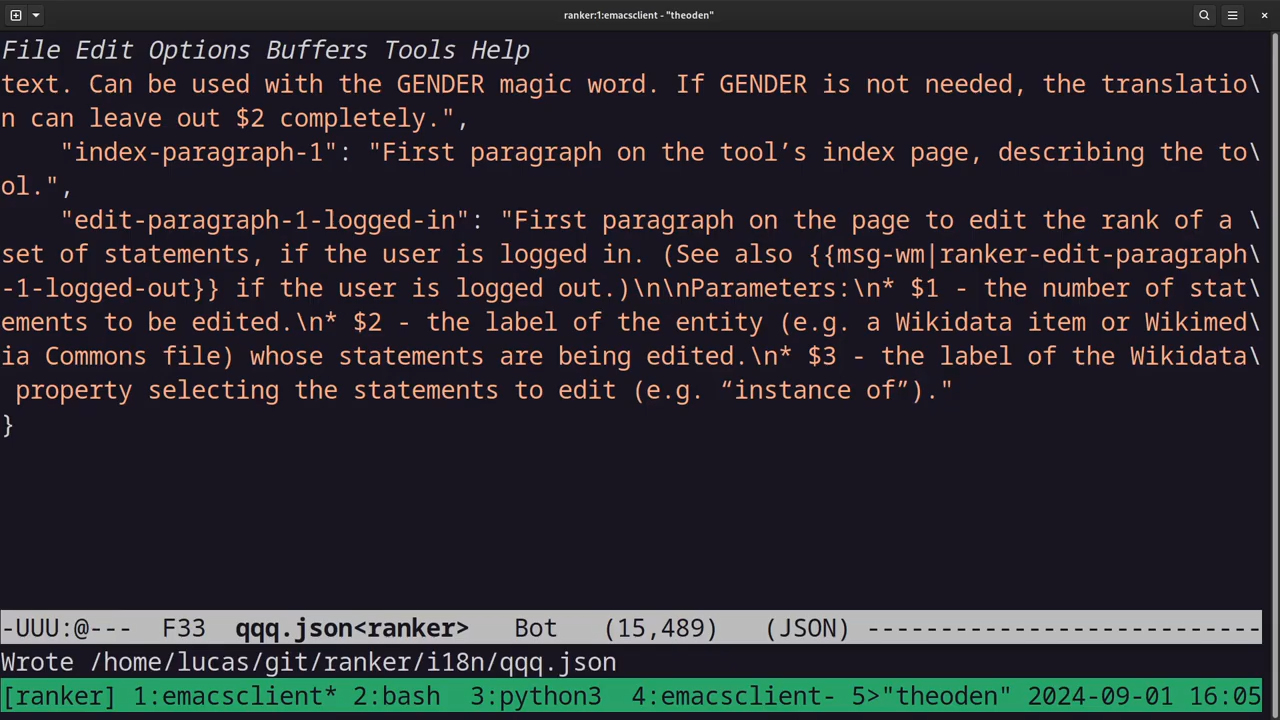 ranker:1:emacsclient - "theoden"
File Edit Options Buffers Tools Help
text. Can be used with the GENDER magic word. If GENDER is not needed, the translatio\
n can leave out $2 completely.",
    "index-paragraph-1": "First paragraph on the tool’s index page, describing the to\
ol.",
    "edit-paragraph-1-logged-in": "First paragraph on the page to edit the rank of a \
set of statements, if the user is logged in. (See also {{msg-wm|ranker-edit-paragraph\
-1-logged-out}} if the user is logged out.)\n\nParameters:\n* $1 - the number of stat\
ements to be edited.\n* $2 - the label of the entity (e.g. a Wikidata item or Wikimed\
ia Commons file) whose statements are being edited.\n* $3 - the label of the Wikidata\
 property selecting the statements to edit (e.g. “instance of”)."
}
-UUU:@---  F33  qqq.json<ranker>   Bot   (15,489)   (JSON) ---------------------------
Wrote /home/lucas/git/ranker/i18n/qqq.json
[ranker] 1:emacsclient* 2:bash  3:python3  4:emacsclient- 5>"theoden" 2024-09-01 16:05